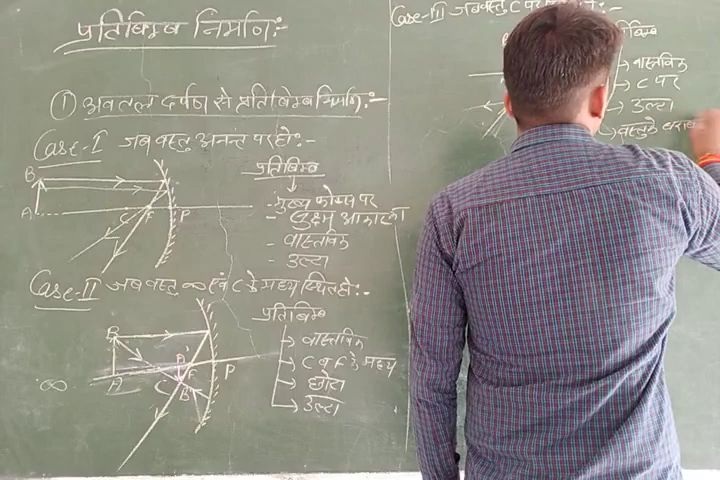 प्रतिबिम्ब निर्माण :-
① अवतल दर्पण से प्रतिबिम्ब निर्माण :-
Case-I जब वस्तु अनन्त पर हो :-
B
A
C F P
प्रतिबिम्ब
- मुख्य फोकस पर
- सूक्ष्म आकार का
- वास्तविक
- उल्टा
Case-II जब वस्तु ∞ एवं C के मध्य स्थित हो :-
B
A
∞
A'
C F P
B'
प्रतिबिम्ब
→ वास्तविक
→ C व F के मध्य
→ छोटा
→ उल्टा
Case-III जब वस्तु C पर
→ वास्तविक
→ C पर
→ उल्टा
→ वस्तु के